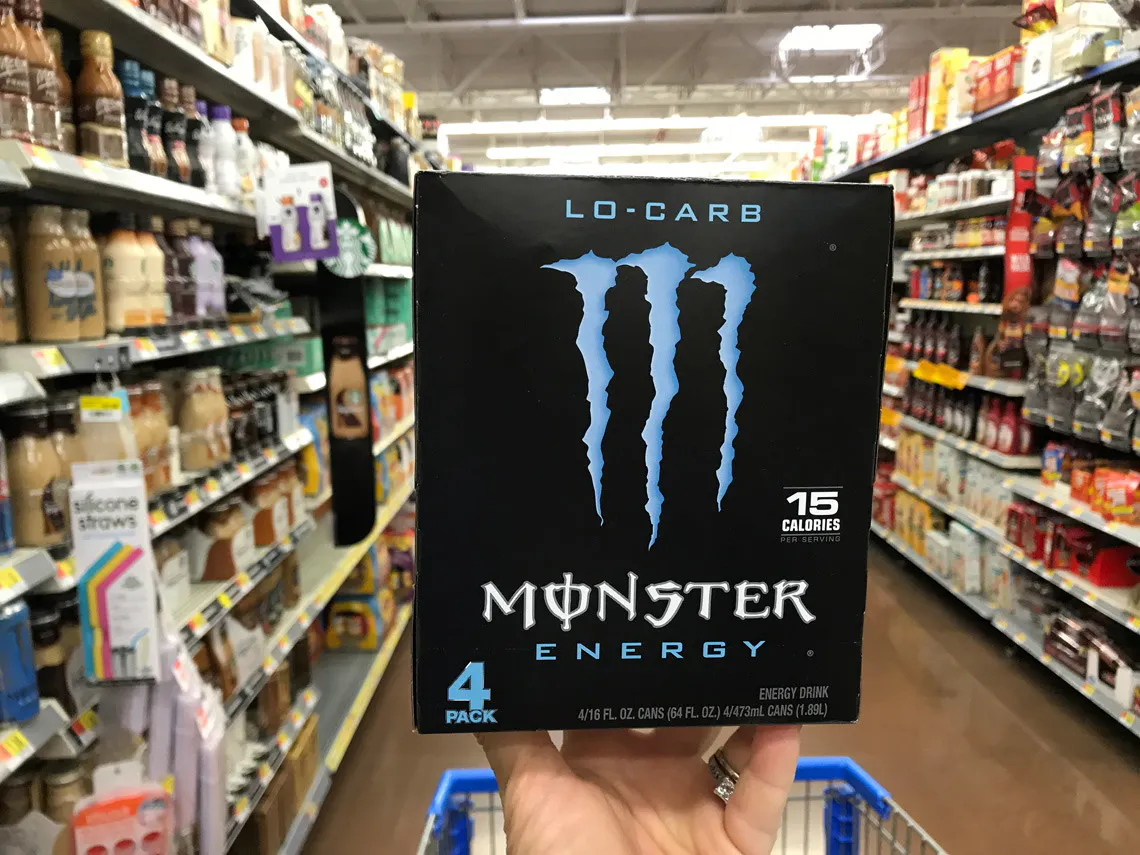 LO-CARB
15
CALORIES
PER SERVING
MONSTER
ENERGY
4
PACK
ENERGY DRINK
4/16 FL. OZ. CANS (64 FL. OZ.) 4/473mL CANS (1.89L)
silicone
straws